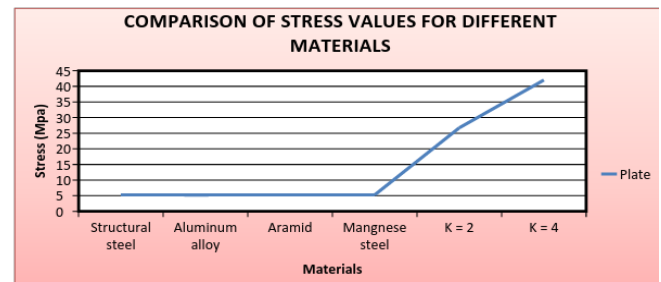 COMPARISON OF STRESS VALUES FOR DIFFERENT
MATERIALS
Stress (Mpa)
45
40
35
30
25
20
15
10
5
0
Structural
steel
Aluminum
alloy
Aramid
Mangnese
steel
K = 2
K = 4
Materials
Plate